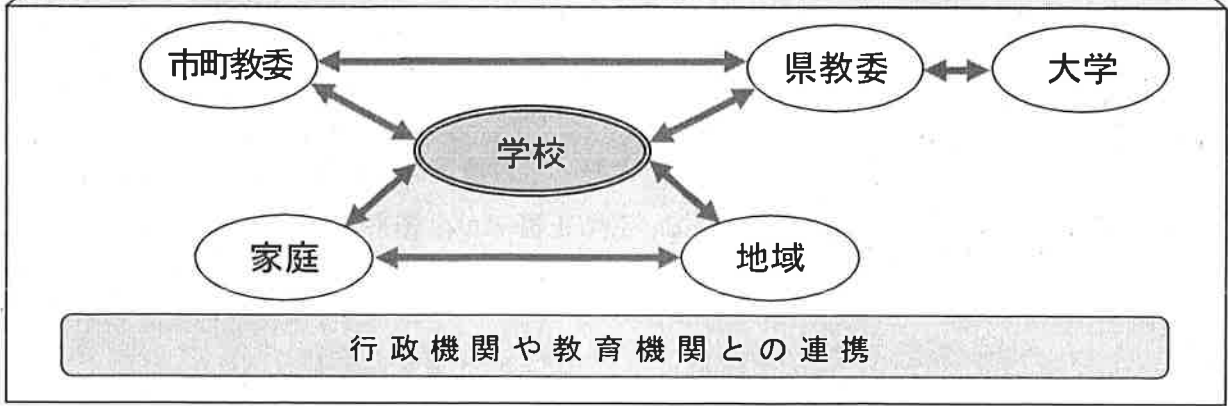 市町教委
県教委
大学
学校
家庭
地域
行政機関や教育機関との連携